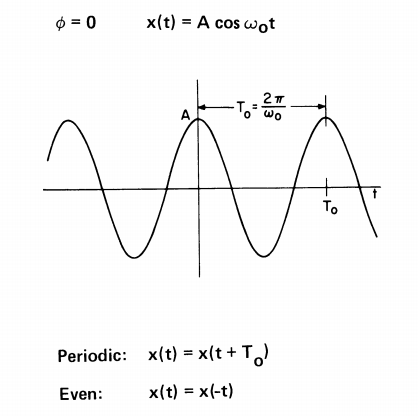 ϕ = 0 x(t) = A cos ω₀t
A T₀ = 2π/ω₀
T₀ t
Periodic: x(t) = x(t + T₀)
Even: x(t) = x(-t)